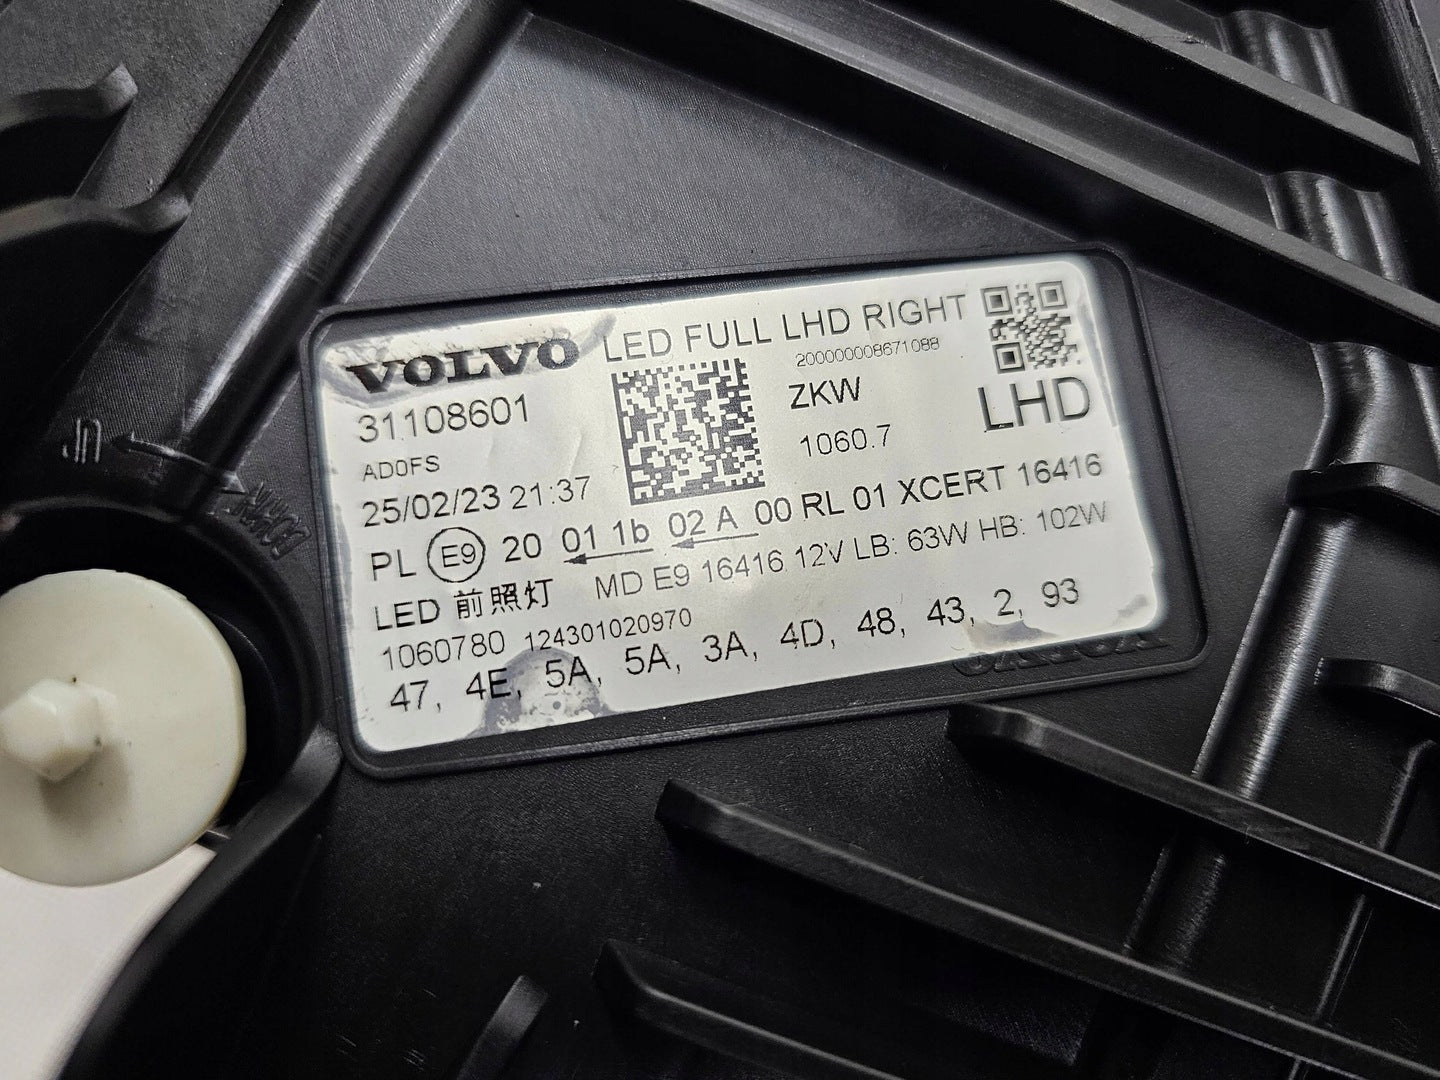 VOLVO LED FULL LHD RIGHT
200000008671088
31108601 ZKW LHD
AD0FS 1060.7
25/02/23 21:37
PL E9 20 01 1b 02 A 00 RL 01 XCERT 16416
LED 前照灯 MD E9 16416 12V LB: 63W HB: 102W
1060780 124301020970
47, 4E, 5A, 5A, 3A, 4D, 48, 43, 2, 93
UP